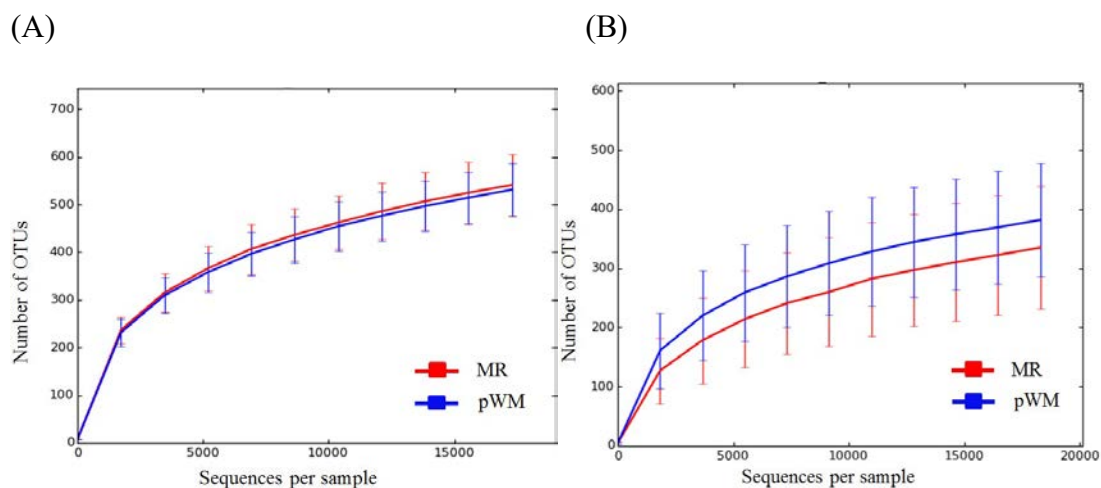 (A)
(B)
Number of OTUs
700
600
500
400
300
200
100
0
0 5000 10000 15000
Sequences per sample
MR
pWM
Number of OTUs
600
500
400
300
200
100
0
0 5000 10000 15000 20000
Sequences per sample
MR
pWM